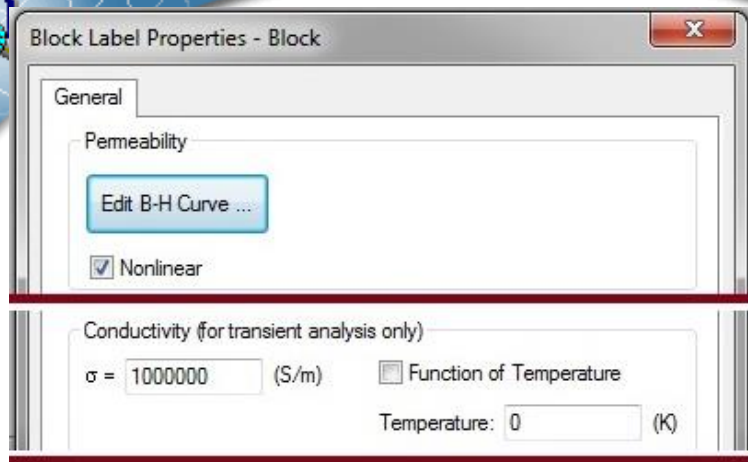 Block Label Properties - Block
General
Permeability
Edit B-H Curve ...
Nonlinear
Conductivity (for transient analysis only)
σ = 1000000 (S/m) Function of Temperature
Temperature: 0 (K)